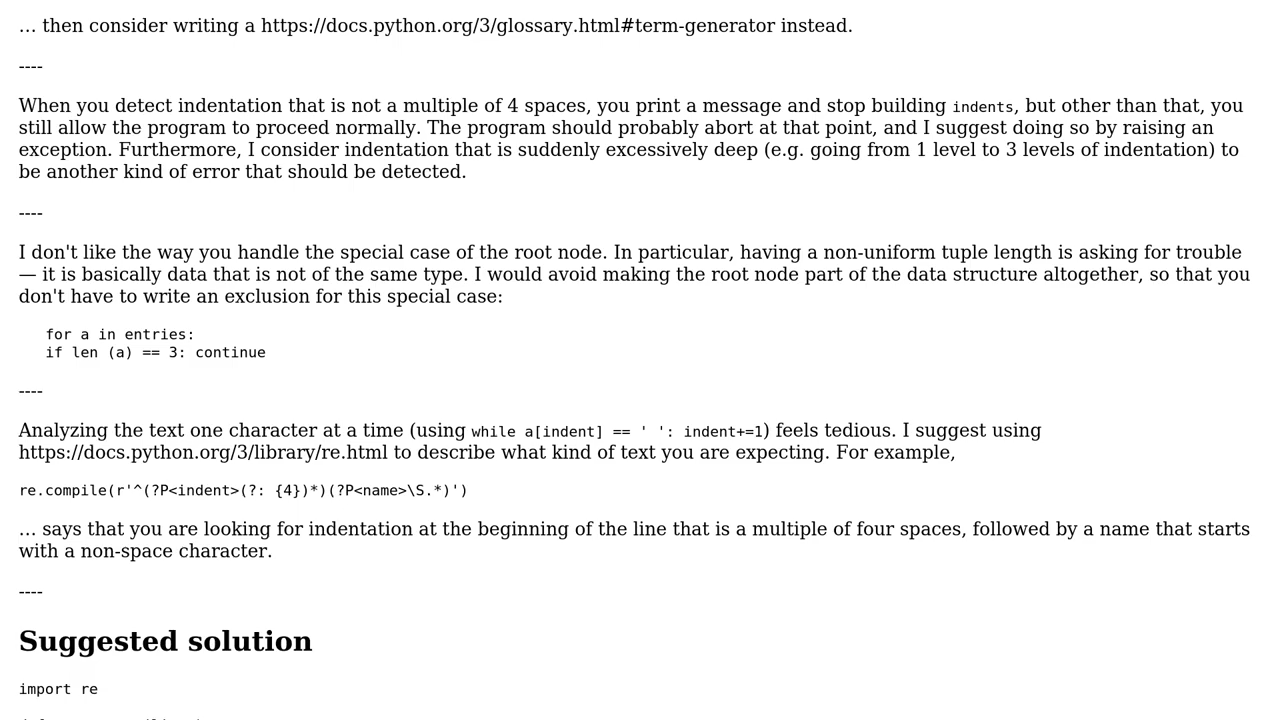 … then consider writing a https://docs.python.org/3/glossary.html#term-generator instead.
----
When you detect indentation that is not a multiple of 4 spaces, you print a message and stop building indents, but other than that, you
still allow the program to proceed normally. The program should probably abort at that point, and I suggest doing so by raising an
exception. Furthermore, I consider indentation that is suddenly excessively deep (e.g. going from 1 level to 3 levels of indentation) to
be another kind of error that should be detected.
----
I don't like the way you handle the special case of the root node. In particular, having a non-uniform tuple length is asking for trouble
— it is basically data that is not of the same type. I would avoid making the root node part of the data structure altogether, so that you
don't have to write an exclusion for this special case:
for a in entries:
if len (a) == 3: continue
----
Analyzing the text one character at a time (using while a[indent] == ' ': indent+=1) feels tedious. I suggest using
https://docs.python.org/3/library/re.html to describe what kind of text you are expecting. For example,
re.compile(r'^(?P<indent>(?: {4})*)(?P<name>\S.*)')
… says that you are looking for indentation at the beginning of the line that is a multiple of four spaces, followed by a name that starts
with a non-space character.
----
Suggested solution
import re